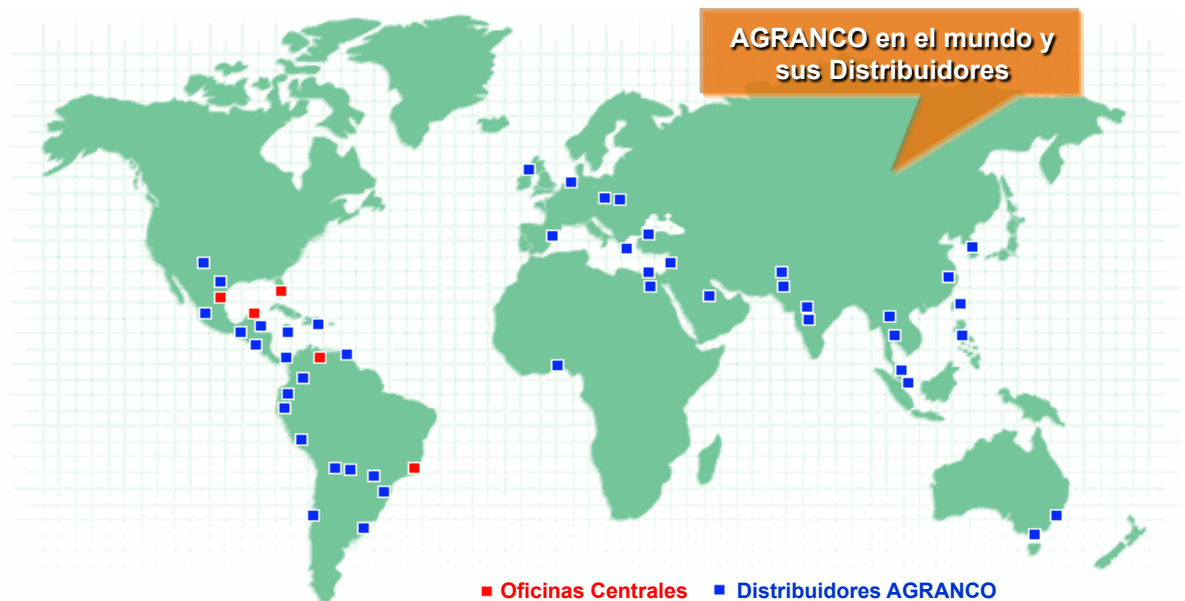 AGRANCO en el mundo y
sus Distribuidores
Oficinas Centrales
Distribuidores AGRANCO